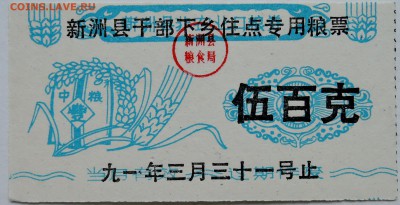 COINS.LAVE.RU
新洲县干部下乡住点专用粮票
新洲县
粮食局
中粮
豐
伍百克
九一年三月三十一号止